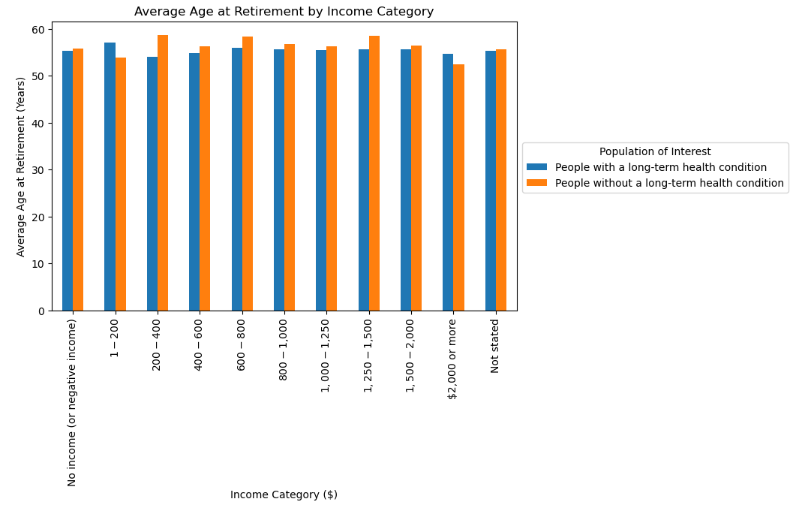 Average Age at Retirement by Income Category
Average Age at Retirement (Years)
60
50
40
30
20
10
0
No income (or negative income)
1 − 200
200 − 400
400 − 600
600 − 800
800 − 1,000
1,000 − 1,250
1,250 − 1,500
1,500 − 2,000
$2,000 or more
Not stated
Income Category ($)
Population of Interest
People with a long-term health condition
People without a long-term health condition